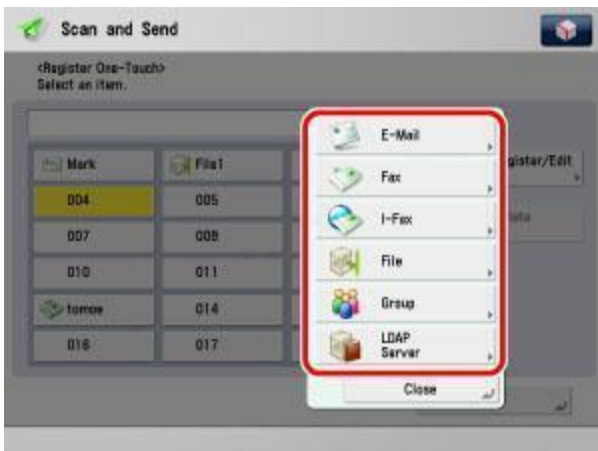 Scan and Send
<Register One-Touch>
Select an item.
E-Mail
Mark
File1
gister/Edit
Fax
004
005
I-Fax
007
008
File
010
011
Group
tomoe
014
LDAP
Server
016
017
Close